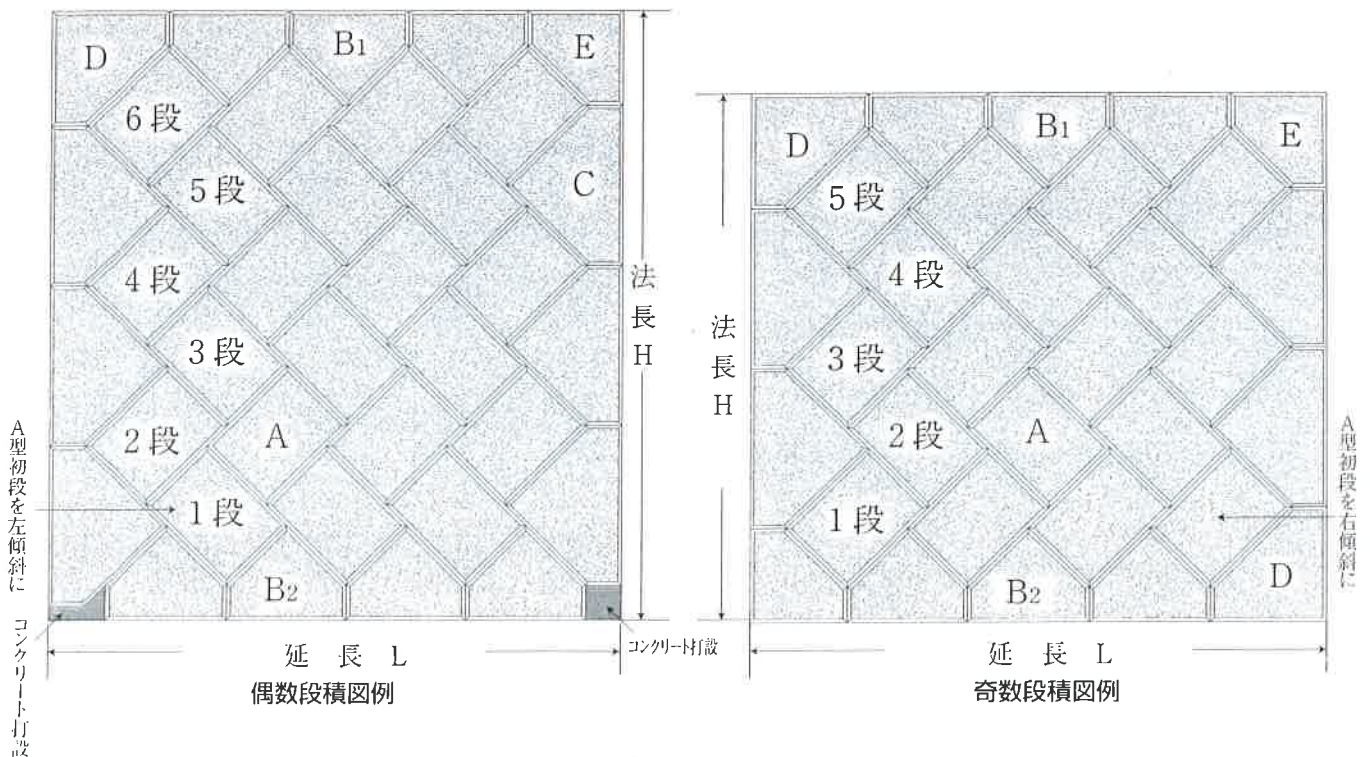 D
B1
E
6段
5段
C
4段
3段
2段
A
1段
B2
法長H
A型初段を左傾斜に
コンクリート打設
コンクリート打設
延長L
偶数段積図例
D
B1
E
5段
4段
3段
2段
A
1段
B2
D
法長H
A型初段を右傾斜に
延長L
奇数段積図例